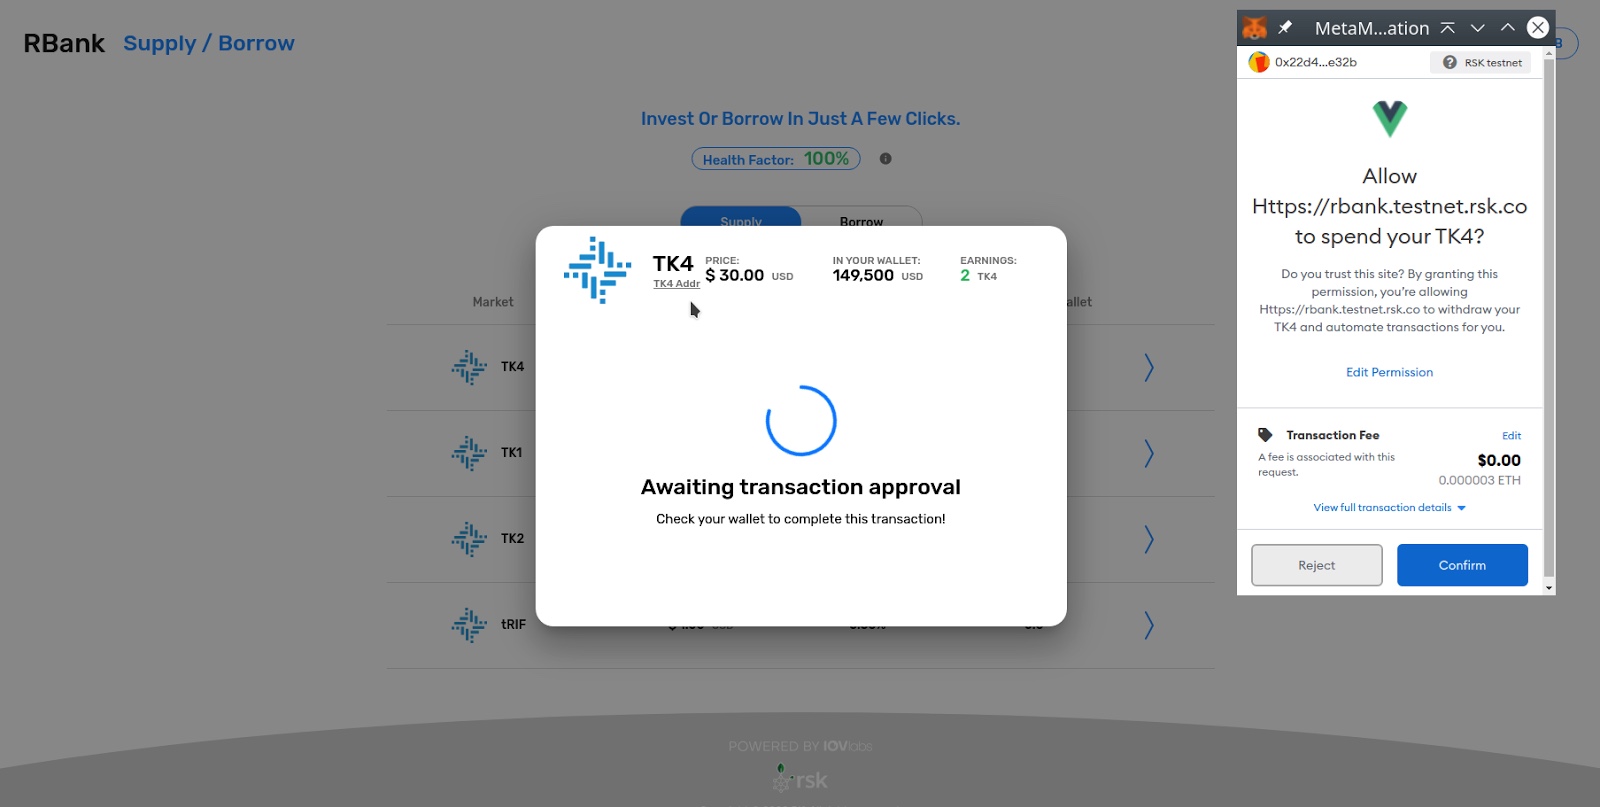 RBank Supply / Borrow
Invest Or Borrow In Just A Few Clicks.
Health Factor: 100%
Supply Borrow
Market
allet
TK4
TK1
TK2
tRIF
TK4
TK4 Addr
PRICE:
$ 30.00 USD
IN YOUR WALLET:
149,500 USD
EARNINGS:
2 TK4
Awaiting transaction approval
Check your wallet to complete this transaction!
POWERED BY IOVlabs
rsk
MetaM...ation
B
0x22d4...e32b
RSK testnet
Allow
Https://rbank.testnet.rsk.co
to spend your TK4?
Do you trust this site? By granting this
permission, you’re allowing
Https://rbank.testnet.rsk.co to withdraw your
TK4 and automate transactions for you.
Edit Permission
Transaction Fee Edit
A fee is associated with this
request.
$0.00
0.000003 ETH
View full transaction details
Reject Confirm